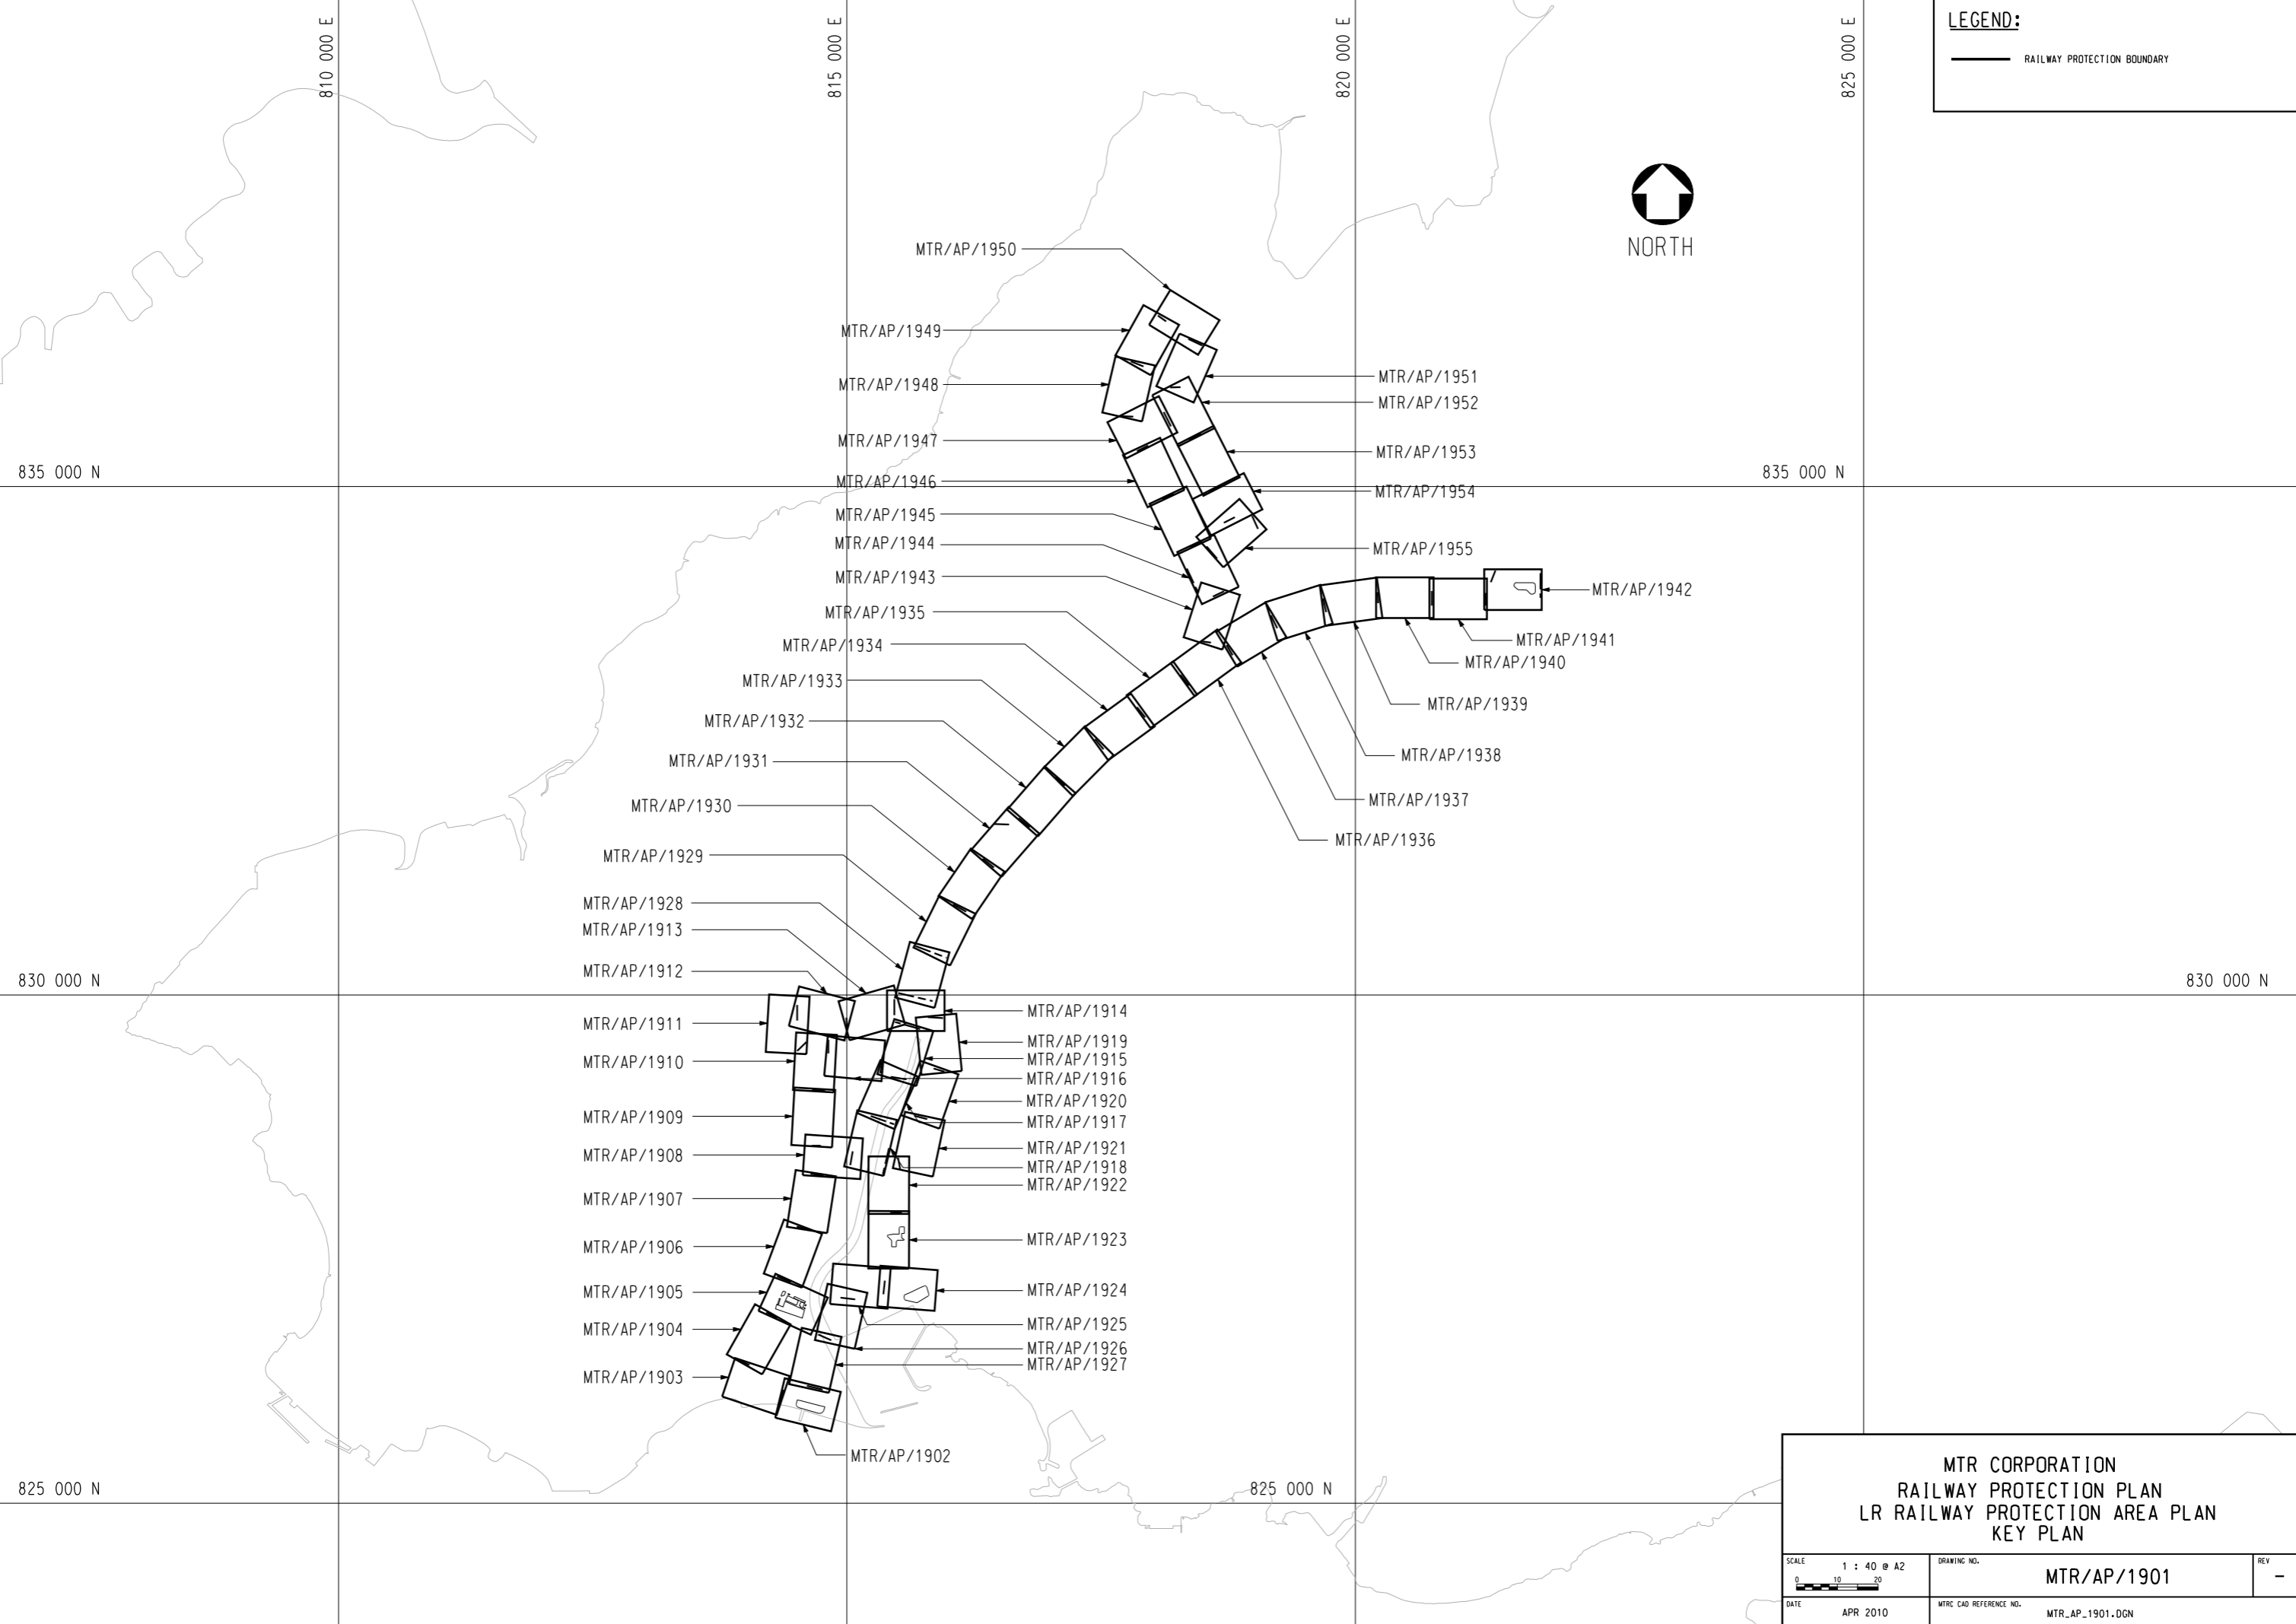 810 000 E
815 000 E
820 000 E
825 000 E
LEGEND:
RAILWAY PROTECTION BOUNDARY
NORTH
MTR/AP/1950
MTR/AP/1949
MTR/AP/1948
MTR/AP/1951
MTR/AP/1952
MTR/AP/1947
MTR/AP/1953
835 000 N
835 000 N
MTR/AP/1946
MTR/AP/1954
MTR/AP/1945
MTR/AP/1944
MTR/AP/1955
MTR/AP/1943
MTR/AP/1942
MTR/AP/1935
MTR/AP/1941
MTR/AP/1934
MTR/AP/1940
MTR/AP/1933
MTR/AP/1939
MTR/AP/1932
MTR/AP/1938
MTR/AP/1931
MTR/AP/1937
MTR/AP/1930
MTR/AP/1936
MTR/AP/1929
MTR/AP/1928
MTR/AP/1913
MTR/AP/1912
830 000 N
830 000 N
MTR/AP/1914
MTR/AP/1911
MTR/AP/1919
MTR/AP/1915
MTR/AP/1910
MTR/AP/1916
MTR/AP/1920
MTR/AP/1909
MTR/AP/1917
MTR/AP/1921
MTR/AP/1908
MTR/AP/1918
MTR/AP/1922
MTR/AP/1907
MTR/AP/1923
MTR/AP/1906
MTR/AP/1924
MTR/AP/1905
MTR/AP/1925
MTR/AP/1904
MTR/AP/1926
MTR/AP/1927
MTR/AP/1903
MTR/AP/1902
825 000 N
825 000 N
MTR CORPORATION
RAILWAY PROTECTION PLAN
LR RAILWAY PROTECTION AREA PLAN
KEY PLAN
SCALE
1 : 40 @ A2
0 10 20
DRAWING NO.
MTR/AP/1901
REV
-
DATE
APR 2010
MTRC CAD REFERENCE NO.
MTR_AP_1901.DGN